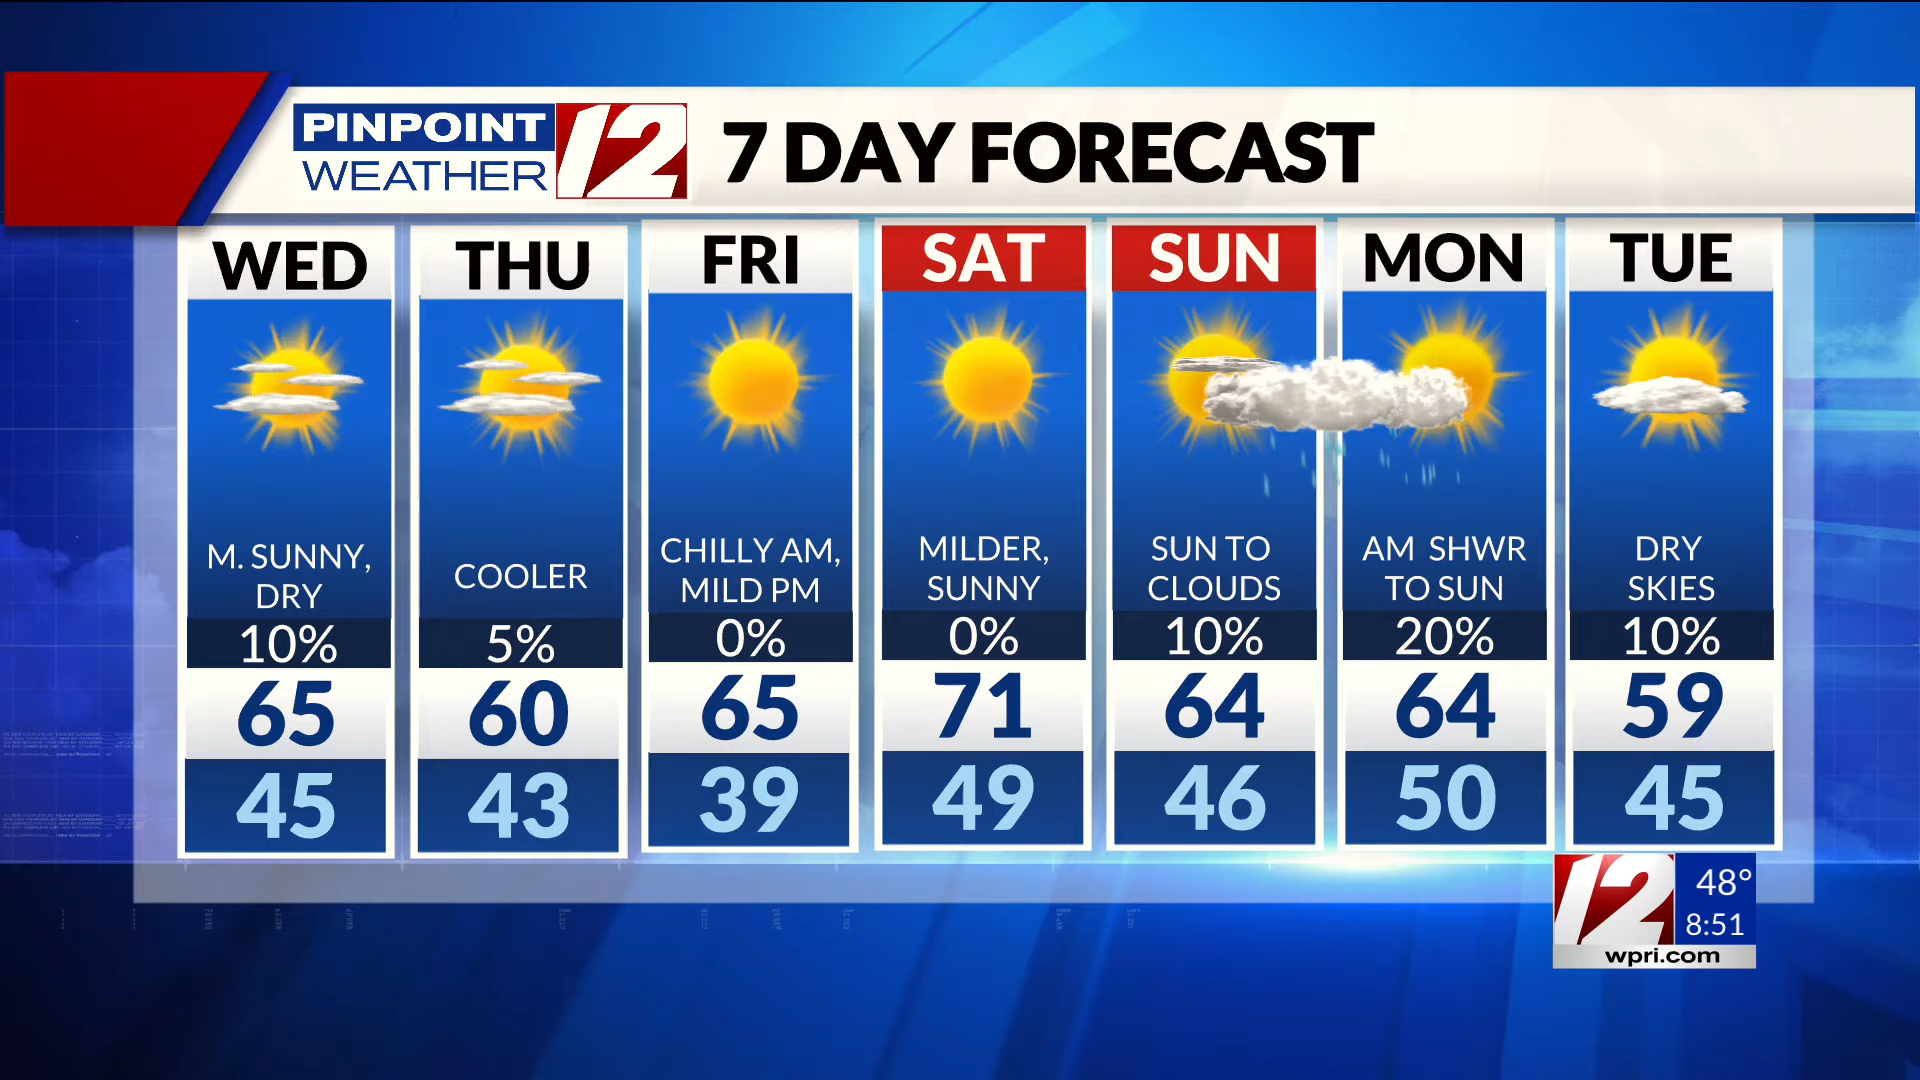 PINPOINT
WEATHER
12
7 DAY FORECAST
WED
M. SUNNY,
DRY
10%
65
45
THU
COOLER
5%
60
43
FRI
CHILLY AM,
MILD PM
0%
65
39
SAT
MILDER,
SUNNY
0%
71
49
SUN
SUN TO
CLOUDS
10%
64
46
MON
AM SHWR
TO SUN
20%
64
50
TUE
DRY
SKIES
10%
59
45
12
48°
8:51
wpri.com